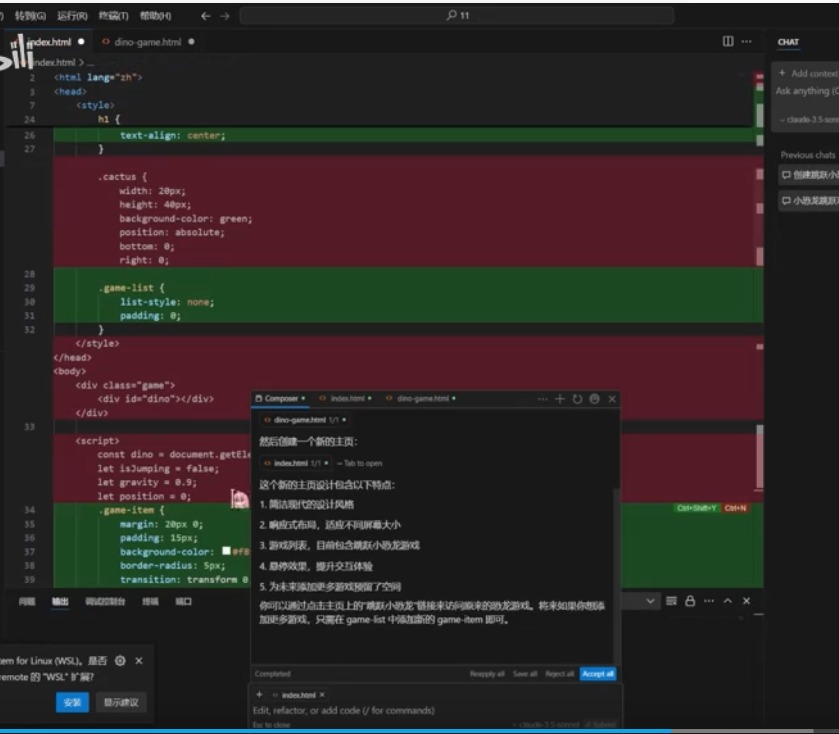 转到(G) 运行(R) 终端(T) 帮助(H)
11
index.html dino-game.html
index.html > ...
CHAT
2 <html lang="zh">
3 <head>
7 <style>
24 h1 {
26 text-align: center;
27 }
.cactus {
width: 20px;
height: 40px;
background-color: green;
position: absolute;
bottom: 0;
right: 0;
28
29 .game-list {
30 list-style: none;
31 padding: 0;
32 }
</style>
</head>
<body>
<div class="game">
<div id="dino"></div>
</div>
33
<script>
const dino = document.getEle
let isJumping = false;
let gravity = 0.9;
let position = 0;
34 .game-item {
35 margin: 20px 0;
36 padding: 15px;
37 background-color: #f8
38 border-radius: 5px;
39 transition: transform 0
Ctrl+Shift+Y Ctrl+N
+ Add context
Ask anything (C
claude-3.5-sonn
Previous chats
创建跳跃小
小恐龙跳跃
Composer index.html dino-game.html
dino-game.html 1/1
然后创建一个新的主页：
index.html 1/1 Tab to open
这个新的主页设计包含以下特点：
1. 简洁现代的设计风格
2. 响应式布局，适应不同屏幕大小
3. 游戏列表，目前包含跳跃小恐龙游戏
4. 悬停效果，提升交互体验
5. 为未来添加更多游戏预留了空间
你可以通过点击主页上的"跳跃小恐龙"链接来访问原来的恐龙游戏。将来如果你想添
加更多游戏，只需在 game-list 中添加新的 game-item 即可。
Completed Reapply all Save all Reject all Accept all
+ index.html
Edit, refactor, or add code (/ for commands)
Esc to close claude-3.5-sonnet Submit
问题 输出 调试控制台 终端 端口
tem for Linux (WSL)。是否
remote 的 "WSL" 扩展?
安装 显示建议